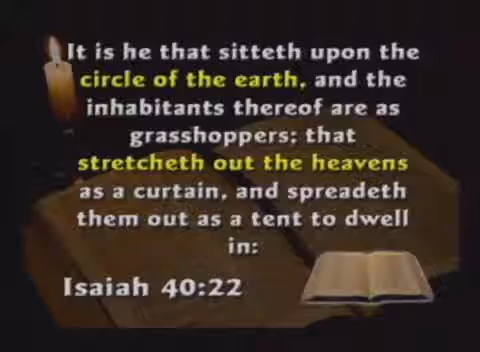 It is he that sitteth upon the
circle of the earth, and the
inhabitants thereof are as
grasshoppers; that
stretcheth out the heavens
as a curtain, and spreadeth
them out as a tent to dwell
in:
Isaiah 40:22